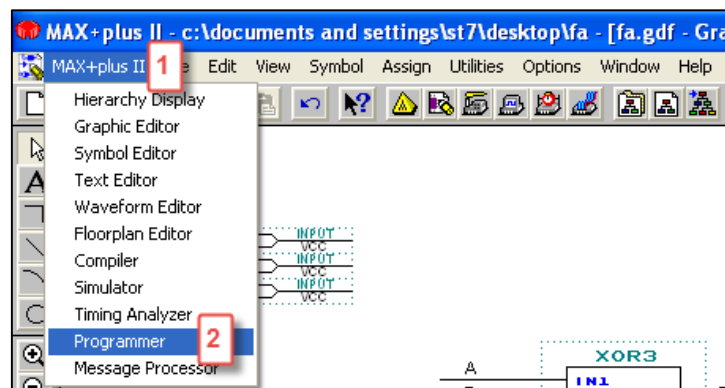 MAX+plus II - c:\documents and settings\st7\desktop\fa - [fa.gdf - Gra
MAX+plus II 1 e Edit View Symbol Assign Utilities Options Window Help
Hierarchy Display
Graphic Editor
Symbol Editor
Text Editor
Waveform Editor
Floorplan Editor
Compiler
Simulator
Timing Analyzer
Programmer 2
Message Processor
A
INPUT
VCC
INPUT
VCC
INPUT
VCC
XOR3
A
IN1